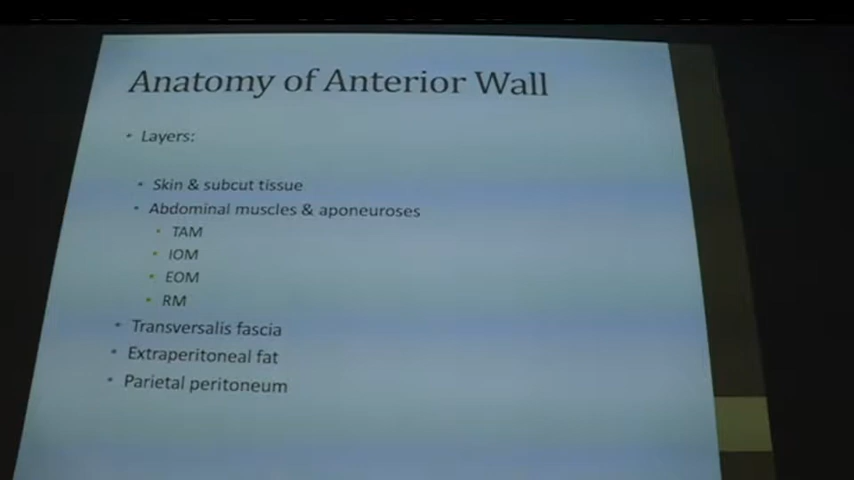 Anatomy of Anterior Wall
• Layers:
• Skin & subcut tissue
• Abdominal muscles & aponeuroses
• TAM
• IOM
• EOM
• RM
• Transversalis fascia
• Extraperitoneal fat
• Parietal peritoneum